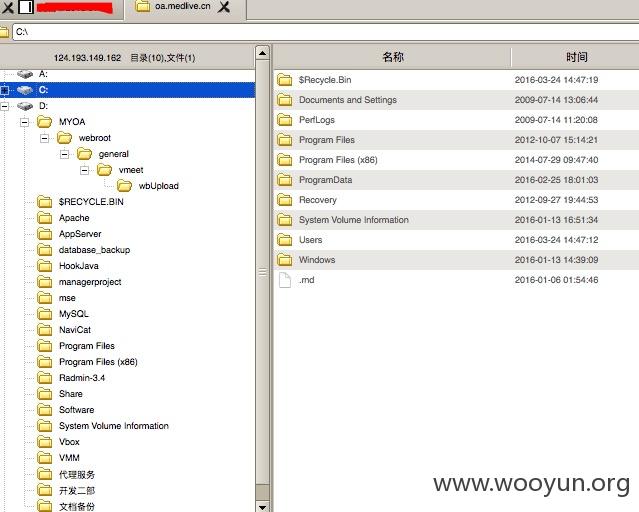 oa.medlive.cn
C:\
124.193.149.162 目录(10),文件(1)
A:
C:
D:
MYOA
webroot
general
vmeet
wbUpload
$RECYCLE.BIN
Apache
AppServer
database_backup
HookJava
managerproject
mse
MySQL
NaviCat
Program Files
Program Files (x86)
Radmin-3.4
Share
Software
System Volume Information
Vbox
VMM
代理服务
开发二部
文档备份
名称 时间
$Recycle.Bin 2016-03-24 14:47:19
Documents and Settings 2009-07-14 13:06:44
PerfLogs 2009-07-14 11:20:08
Program Files 2012-10-07 15:14:21
Program Files (x86) 2014-07-29 09:47:40
ProgramData 2016-02-25 18:01:03
Recovery 2012-09-27 19:44:53
System Volume Information 2016-01-13 16:51:34
Users 2016-03-24 14:47:12
Windows 2016-01-13 14:39:09
.rnd 2016-01-06 01:54:46
www.wooyun.org